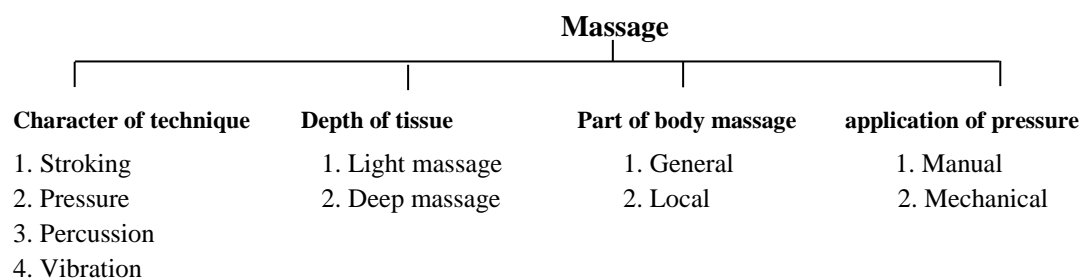 Massage
Character of technique Depth of tissue Part of body massage application of pressure
1. Stroking 1. Light massage 1. General 1. Manual
2. Pressure 2. Deep massage 2. Local 2. Mechanical
3. Percussion
4. Vibration